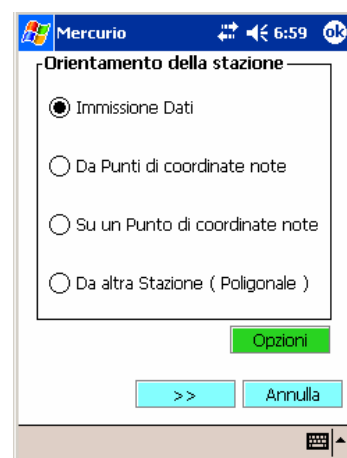 Mercurio 6:59 ok
Orientamento della stazione
Immissione Dati
Da Punti di coordinate note
Su un Punto di coordinate note
Da altra Stazione ( Poligonale )
Opzioni
>> Annulla